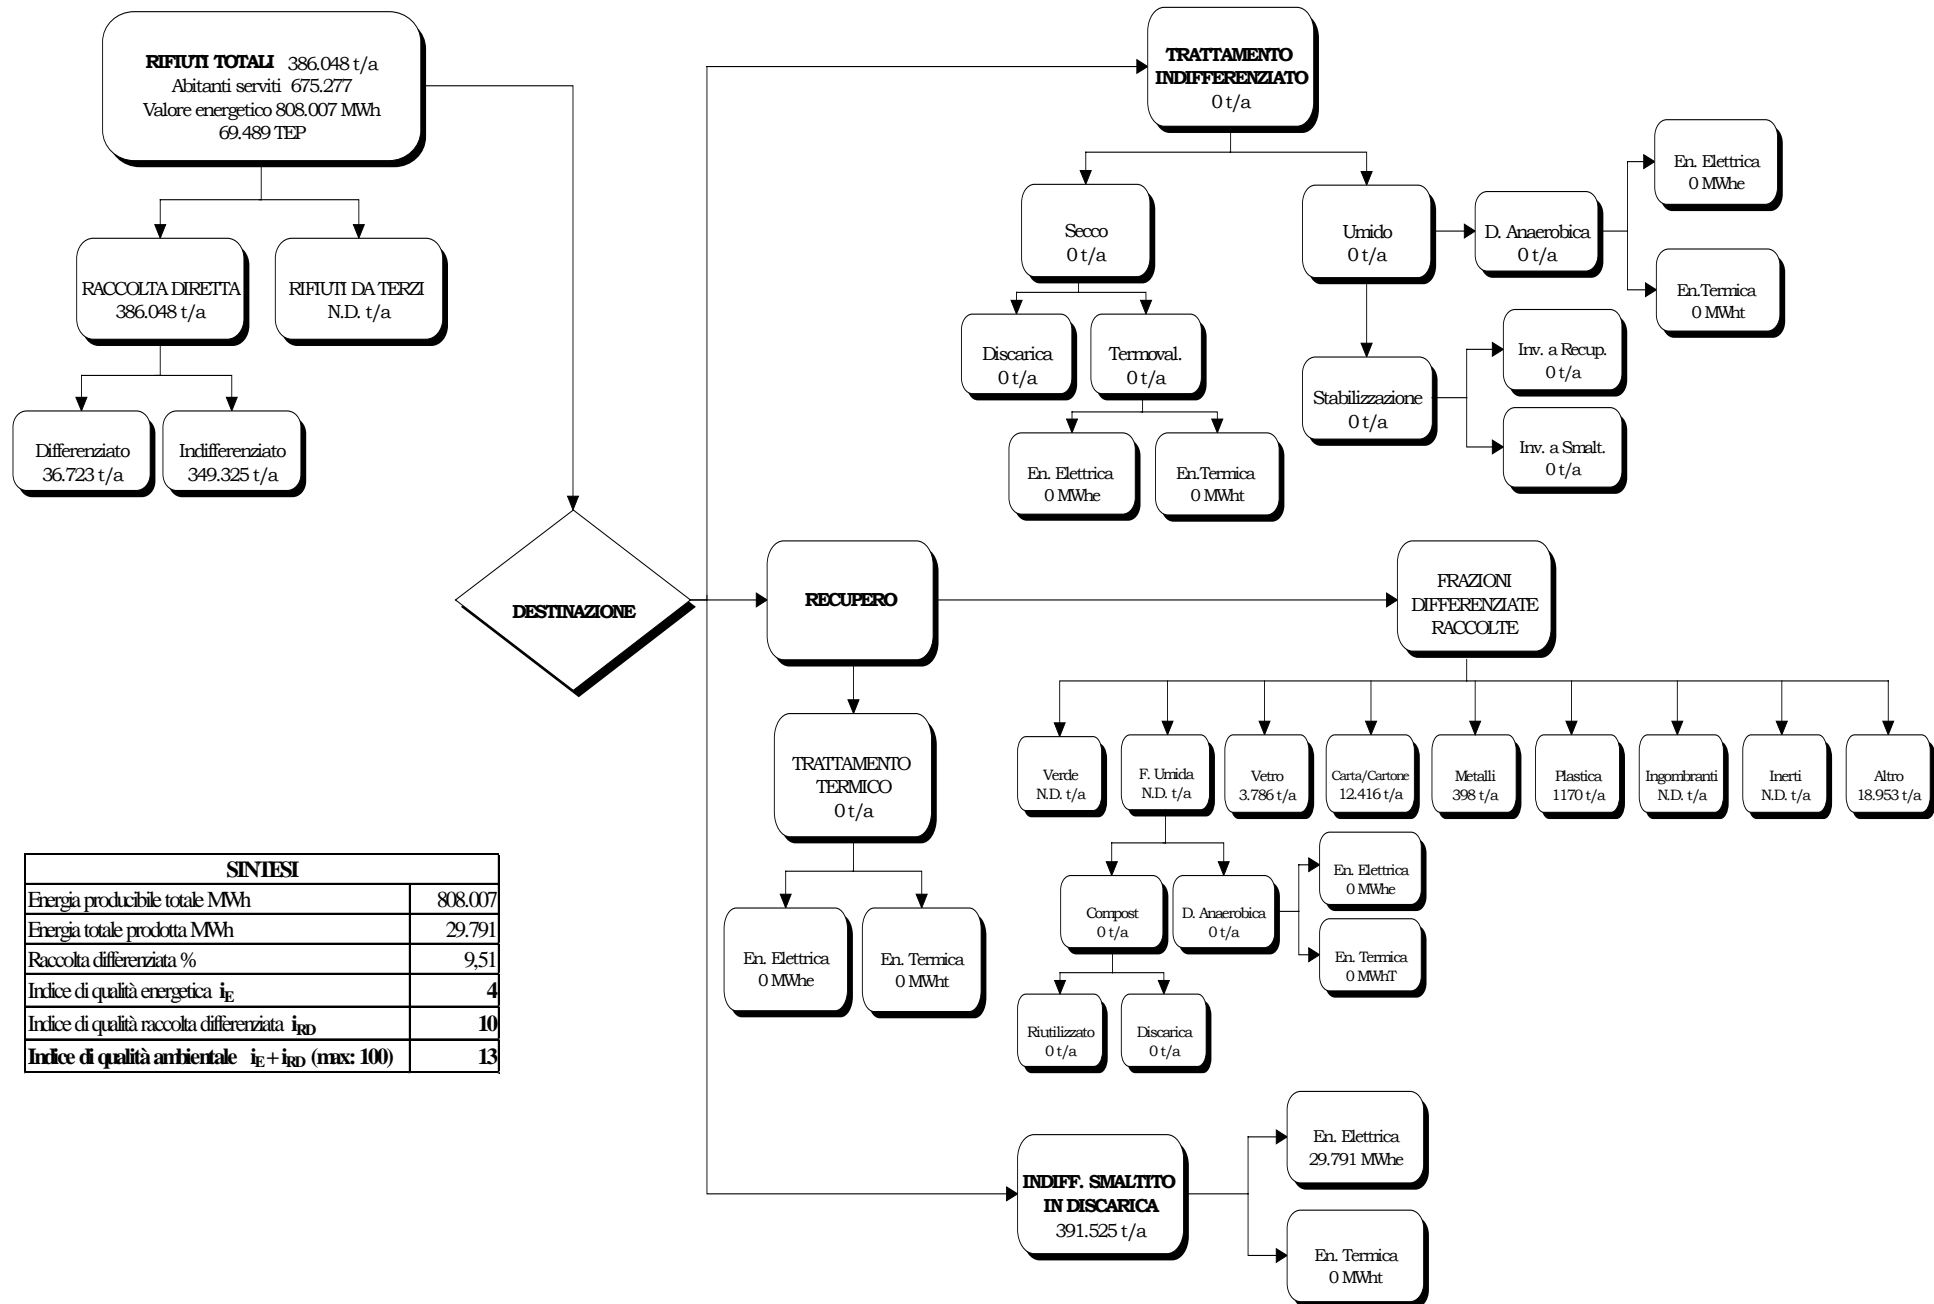 RIFIUTI TOTALI 386.048 t/a
Abitanti serviti 675.277
Valore energetico 808.007 MWh
69.489 TEP
RACCOLTA DIRETTA
386.048 t/a
RIFIUTI DA TERZI
N.D. t/a
Differenziato
36.723 t/a
Indifferenziato
349.325 t/a
DESTINAZIONE
TRATTAMENTO
INDIFFERENZIATO
0 t/a
Secco
0 t/a
Umido
0 t/a
D. Anaerobica
0 t/a
En. Elettrica
0 MWhe
En.Termica
0 MWht
Discarica
0 t/a
Termoval.
0 t/a
En. Elettrica
0 MWhe
En.Termica
0 MWht
Stabilizzazione
0 t/a
Inv. a Recup.
0 t/a
Inv. a Smalt.
0 t/a
RECUPERO
FRAZIONI
DIFFERENZIATE
RACCOLTE
TRATTAMENTO
TERMICO
0 t/a
En. Elettrica
0 MWhe
En. Termica
0 MWht
Verde
N.D. t/a
F. Umida
N.D. t/a
Vetro
3.786 t/a
Carta/Cartone
12.416 t/a
Metalli
398 t/a
Plastica
1170 t/a
Ingombranti
N.D. t/a
Inerti
N.D. t/a
Altro
18.953 t/a
Compost
0 t/a
D. Anaerobica
0 t/a
En. Elettrica
0 MWhe
En. Termica
0 MWhT
Riutilizzato
0 t/a
Discarica
0 t/a
INDIFF. SMALTITO
IN DISCARICA
391.525 t/a
En. Elettrica
29.791 MWhe
En. Termica
0 MWht
SINTESI
Energia producibile totale MWh 808.007
Energia totale prodotta MWh 29.791
Raccolta differenziata % 9,51
Indice di qualità energetica iE 4
Indice di qualità raccolta differenziata iRD 10
Indice di qualità ambientale iE + iRD (max: 100) 13